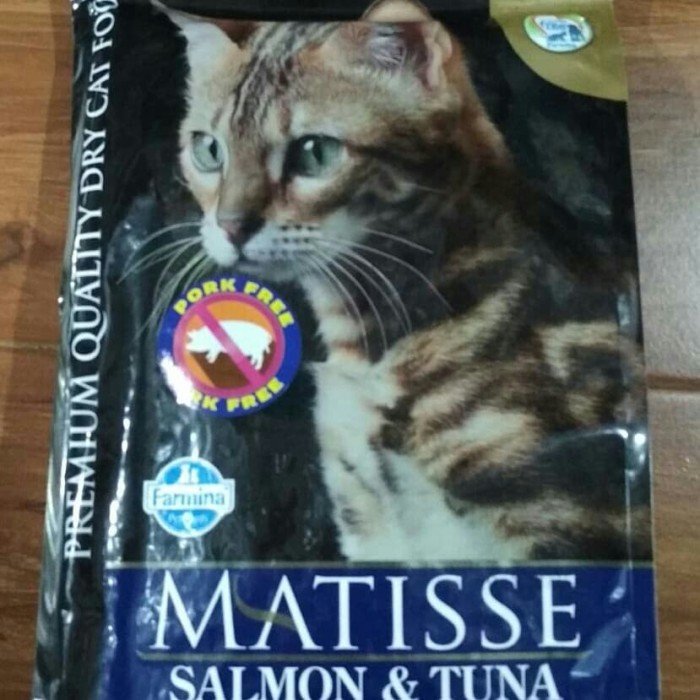 PREMIUM QUALITY DRY CAT FOOD
PORK FREE
PORK FREE
Farmina
MATISSE
SALMON & TUNA